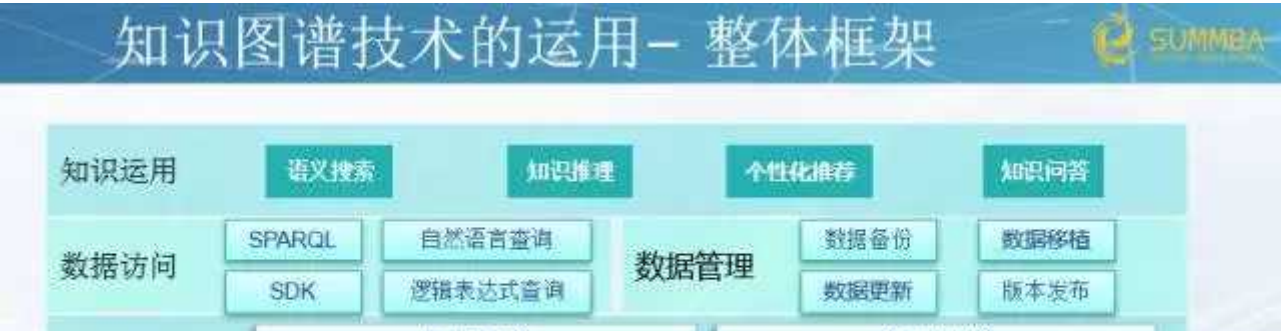 知识图谱技术的运用- 整体框架
SUMMBA
知识运用 语义搜索 知识推理 个性化推荐 知识问答
数据访问 SPARQL 自然语言查询 SDK 逻辑表达式查询
数据管理 数据备份 数据移植 数据更新 版本发布